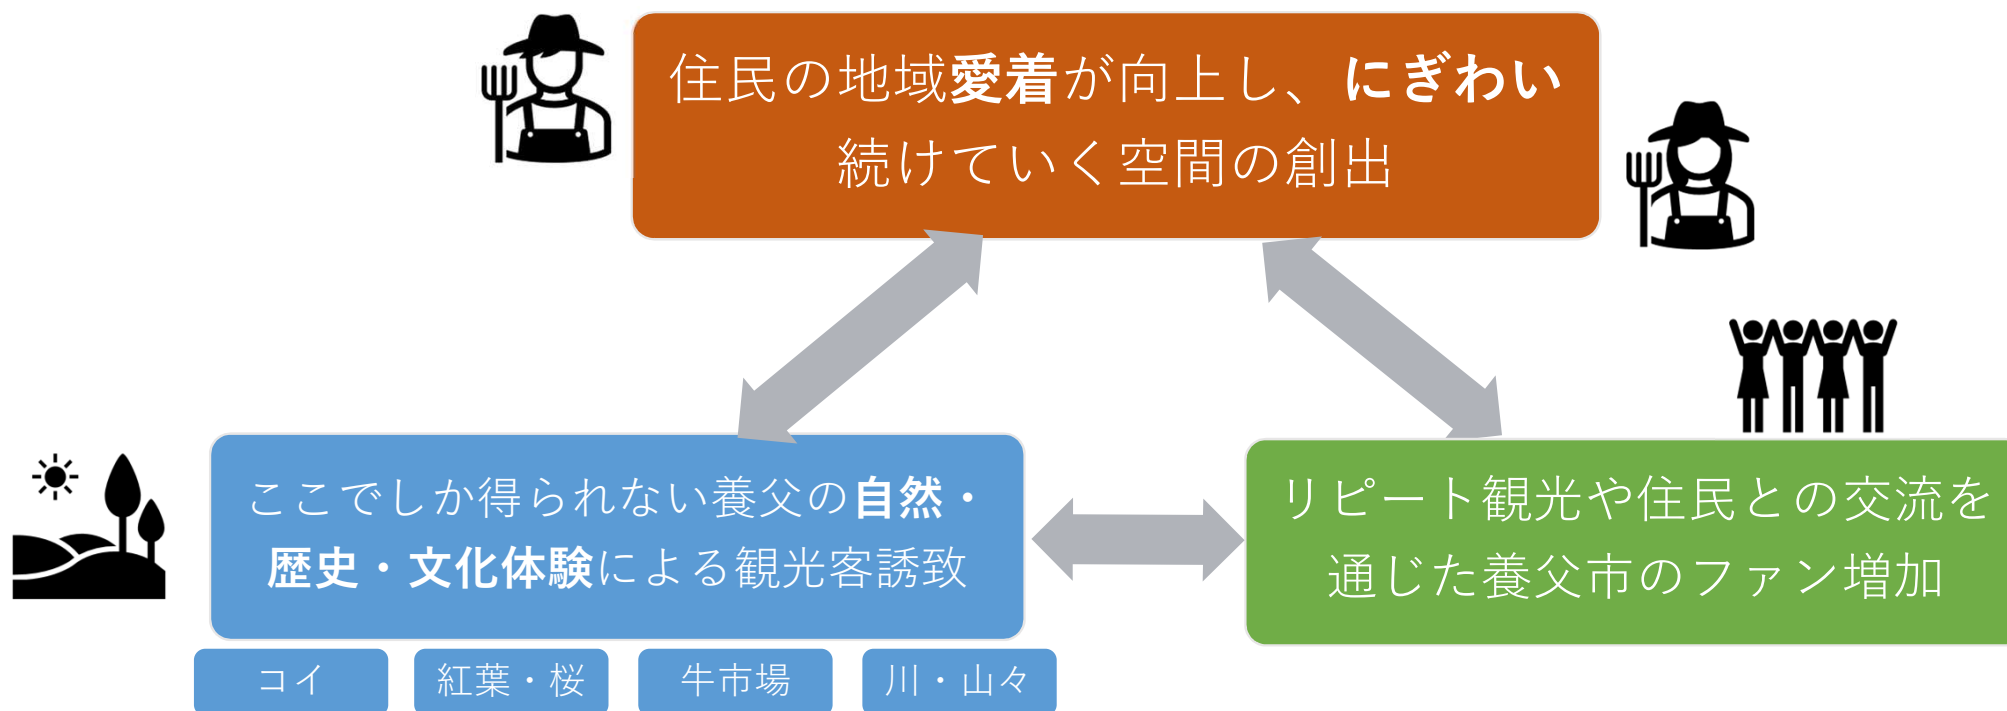 住民の地域愛着が向上し、にぎわい
続けていく空間の創出
ここでしか得られない養父の自然・
歴史・文化体験による観光客誘致
リピート観光や住民との交流を
通じた養父市のファン増加
コイ
紅葉・桜
牛市場
川・山々